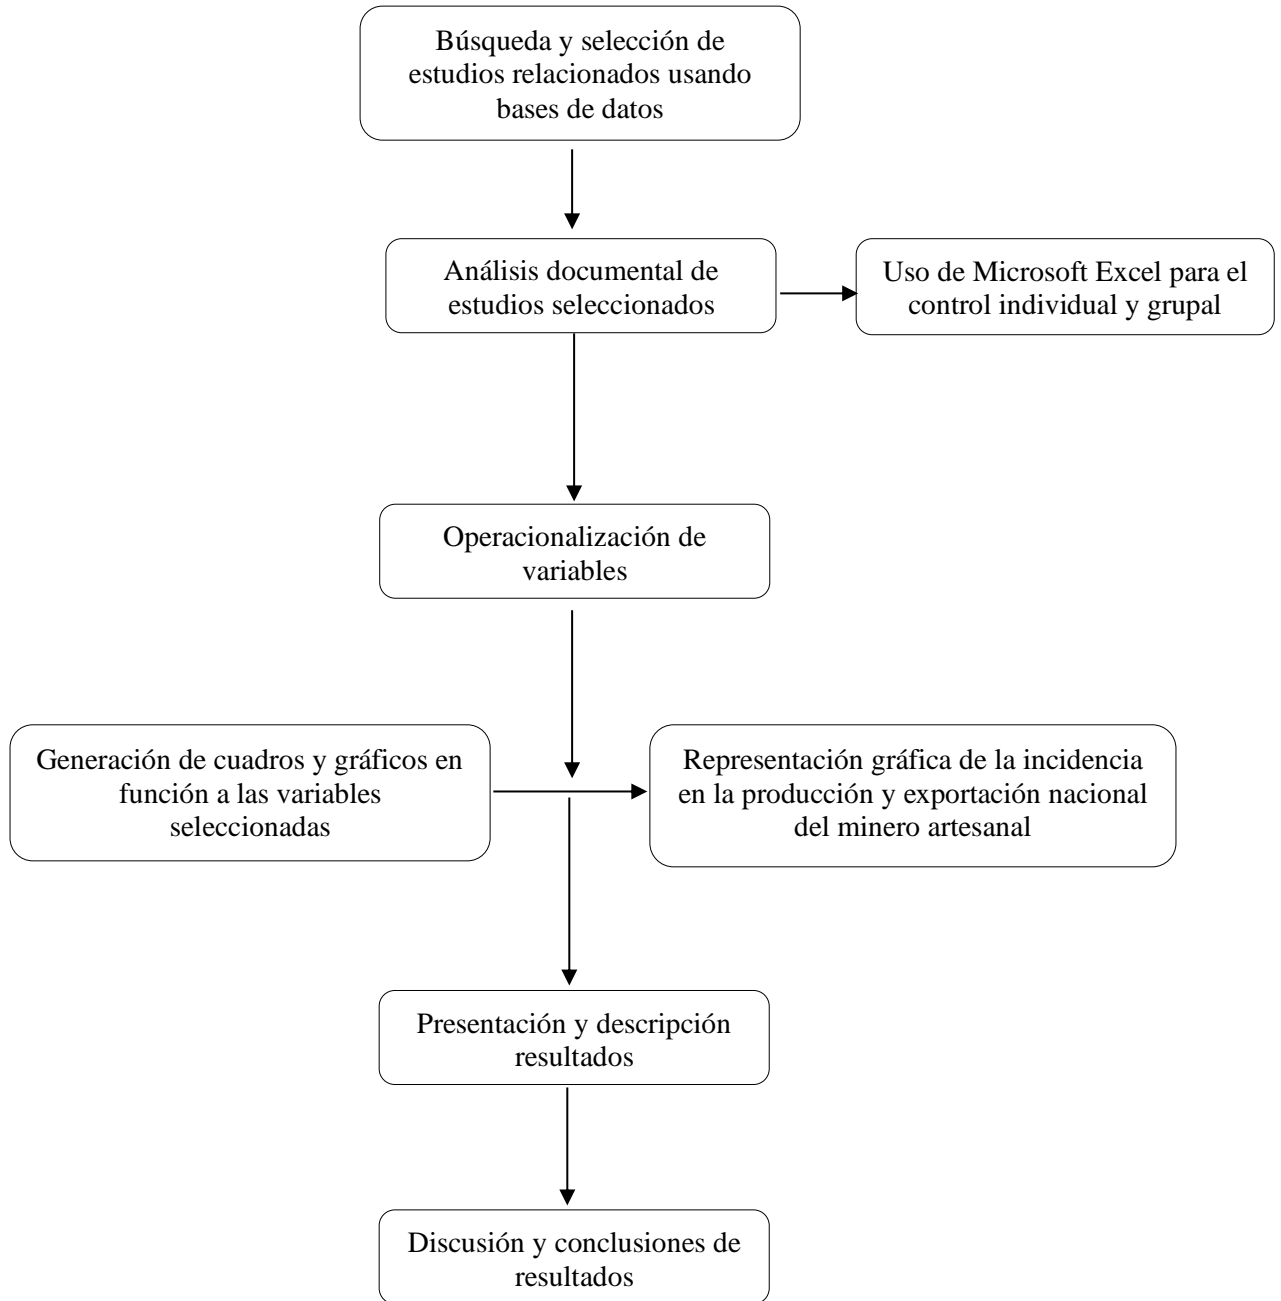 Búsqueda y selección de
estudios relacionados usando
bases de datos
Análisis documental de
estudios seleccionados
Uso de Microsoft Excel para el
control individual y grupal
Operacionalización de
variables
Generación de cuadros y gráficos en
función a las variables
seleccionadas
Representación gráfica de la incidencia
en la producción y exportación nacional
del minero artesanal
Presentación y descripción
resultados
Discusión y conclusiones de
resultados